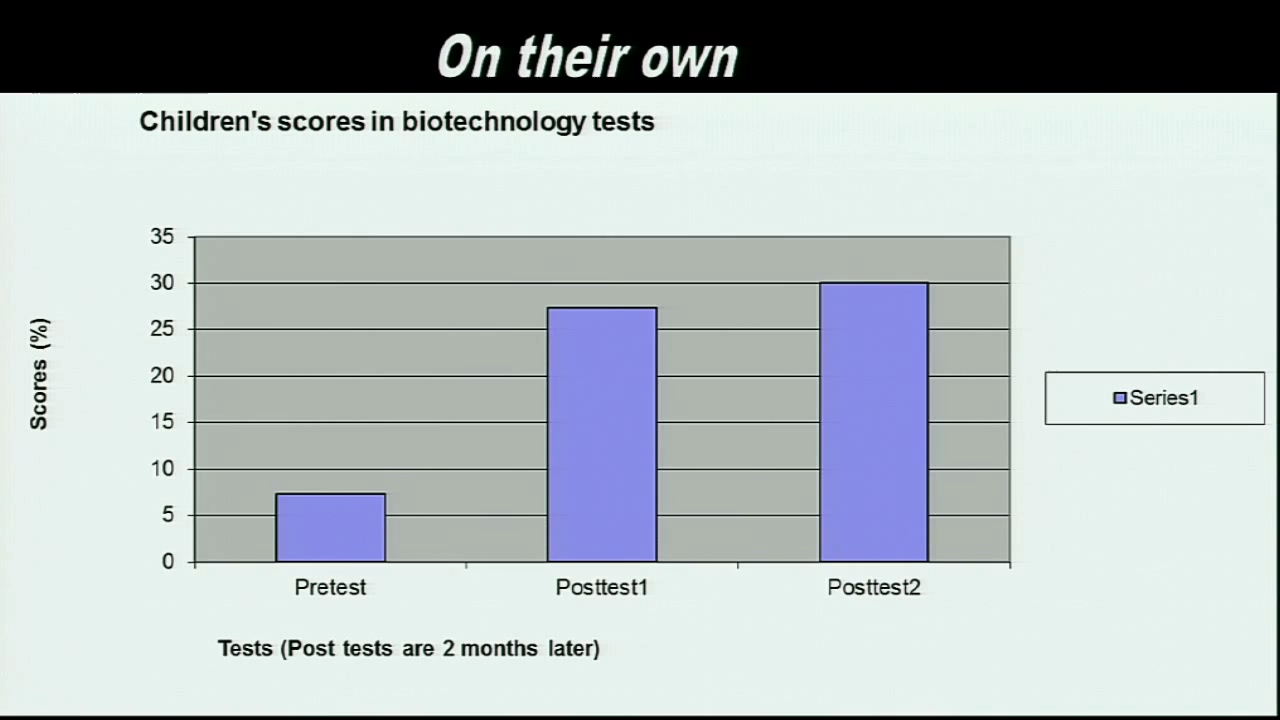 On their own
Children's scores in biotechnology tests
35
30
25
20
15
10
5
0
Scores (%)
Pretest
Posttest1
Posttest2
Series1
Tests (Post tests are 2 months later)